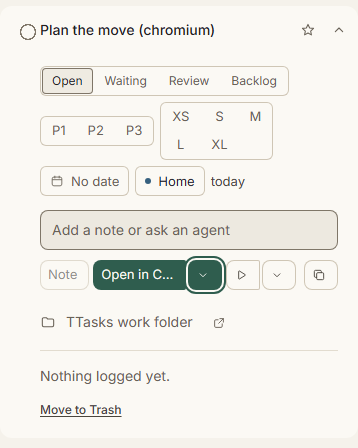 Plan the move (chromium)
Open Waiting Review Backlog
P1 P2 P3 XS S M
L XL
No date Home today
Add a note or ask an agent
Note Open in C...
TTasks work folder
Nothing logged yet.
Move to Trash